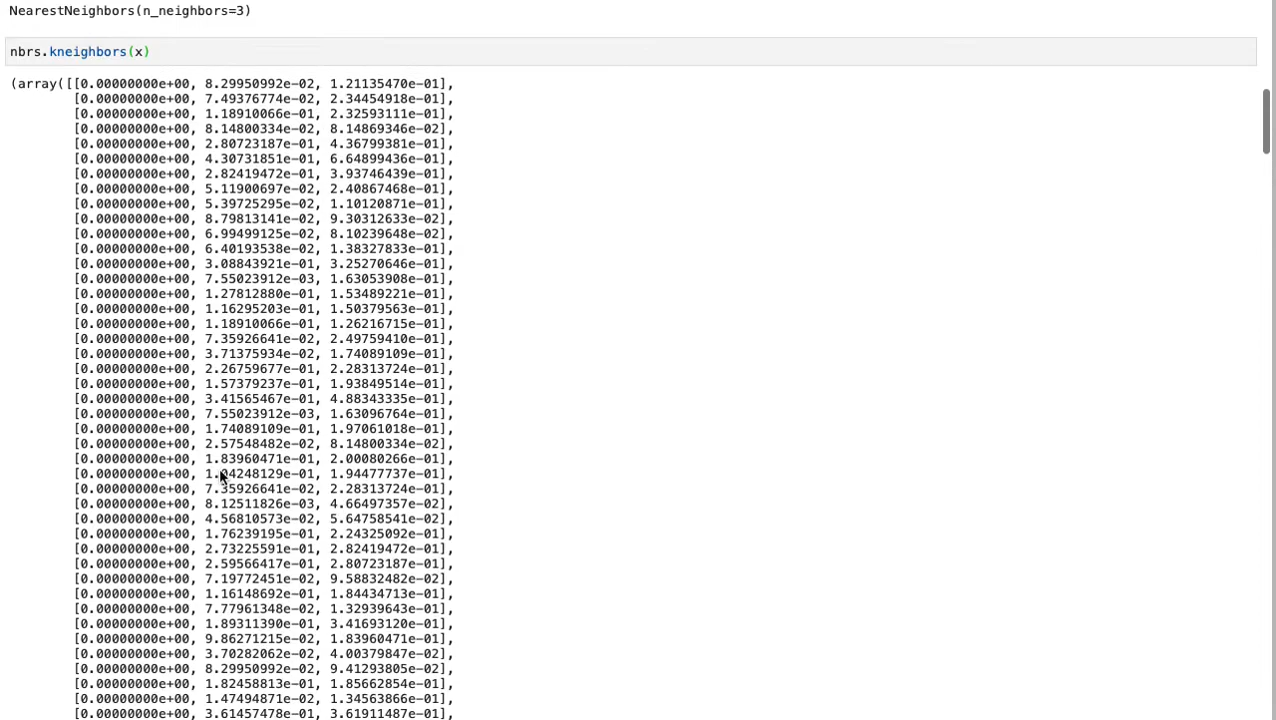 NearestNeighbors(n_neighbors=3)
nbrs.kneighbors(x)
(array([[0.00000000e+00, 8.29950992e-02, 1.21135470e-01],
[0.00000000e+00, 7.49376774e-02, 2.34454918e-01],
[0.00000000e+00, 1.18910066e-01, 2.32593111e-01],
[0.00000000e+00, 8.14800334e-02, 8.14869346e-02],
[0.00000000e+00, 2.80723187e-01, 4.36799381e-01],
[0.00000000e+00, 4.30731851e-01, 6.64899436e-01],
[0.00000000e+00, 2.82419472e-01, 3.93746439e-01],
[0.00000000e+00, 5.11900697e-02, 2.40867468e-01],
[0.00000000e+00, 5.39725295e-02, 1.10120871e-01],
[0.00000000e+00, 8.79813141e-02, 9.30312633e-02],
[0.00000000e+00, 6.99499125e-02, 8.10239648e-02],
[0.00000000e+00, 6.40193538e-02, 1.38327833e-01],
[0.00000000e+00, 3.08843921e-01, 3.25270646e-01],
[0.00000000e+00, 7.55023912e-03, 1.63053908e-01],
[0.00000000e+00, 1.27812880e-01, 1.53489221e-01],
[0.00000000e+00, 1.16295203e-01, 1.50379563e-01],
[0.00000000e+00, 1.18910066e-01, 1.26216715e-01],
[0.00000000e+00, 7.35926641e-02, 2.49759410e-01],
[0.00000000e+00, 3.71375934e-02, 1.74089109e-01],
[0.00000000e+00, 2.26759677e-01, 2.28313724e-01],
[0.00000000e+00, 1.57379237e-01, 1.93849514e-01],
[0.00000000e+00, 3.41565467e-01, 4.88343335e-01],
[0.00000000e+00, 7.55023912e-03, 1.63096764e-01],
[0.00000000e+00, 1.74089109e-01, 1.97061018e-01],
[0.00000000e+00, 2.57548482e-02, 8.14800334e-02],
[0.00000000e+00, 1.83960471e-01, 2.00080266e-01],
[0.00000000e+00, 1.94477737e-01],
[0.00000000e+00, 7.35926641e-02, 2.28313724e-01],
[0.00000000e+00, 8.12511826e-03, 4.66497357e-02],
[0.00000000e+00, 4.56810573e-02, 5.64758541e-02],
[0.00000000e+00, 1.76239195e-01, 2.24325092e-01],
[0.00000000e+00, 2.73225591e-01, 2.82419472e-01],
[0.00000000e+00, 2.59566417e-01, 2.80723187e-01],
[0.00000000e+00, 7.19772451e-02, 9.58832482e-02],
[0.00000000e+00, 1.16148692e-01, 1.84434713e-01],
[0.00000000e+00, 7.77961348e-02, 1.32939643e-01],
[0.00000000e+00, 1.89311390e-01, 3.41693120e-01],
[0.00000000e+00, 9.86271215e-02, 1.83960471e-01],
[0.00000000e+00, 3.70282062e-02, 4.00379847e-02],
[0.00000000e+00, 8.29950992e-02, 9.41293805e-02],
[0.00000000e+00, 1.82458813e-01, 1.85662854e-01],
[0.00000000e+00, 1.47494871e-02, 1.34563866e-01],
[0.00000000e+00, 3.61457478e-01, 3.61911487e-01],